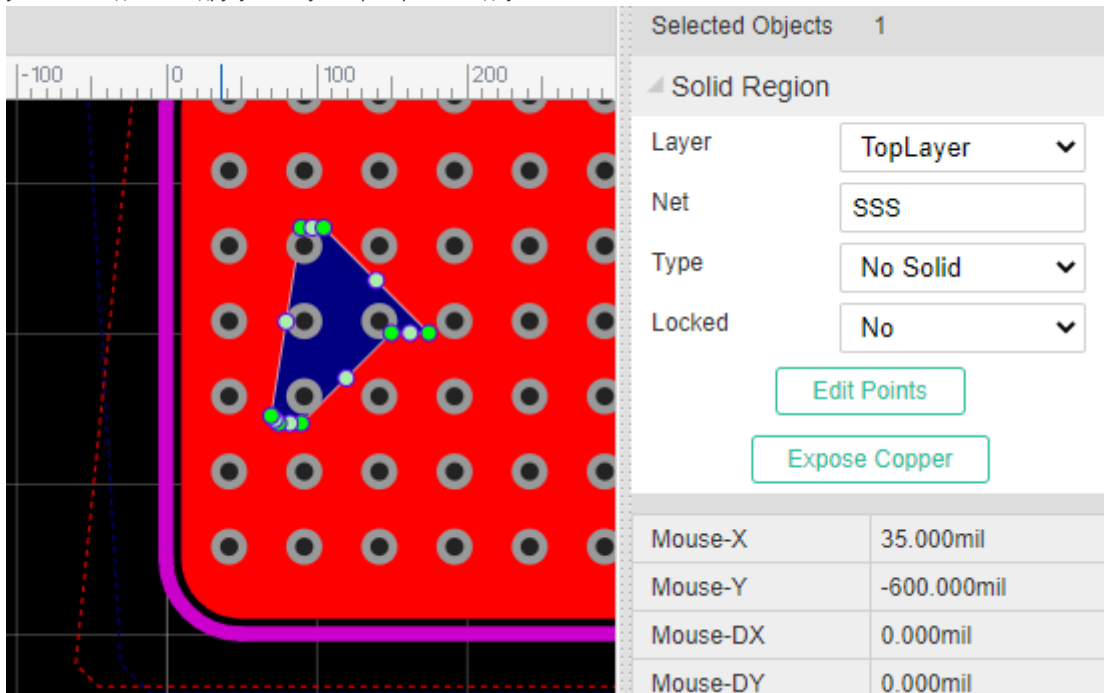 Selected Objects 1
-100 0 100 200
Solid Region
Layer TopLayer
Net SSS
Type No Solid
Locked No
Edit Points
Expose Copper
Mouse-X 35.000mil
Mouse-Y -600.000mil
Mouse-DX 0.000mil
Mouse-DY 0.000mil